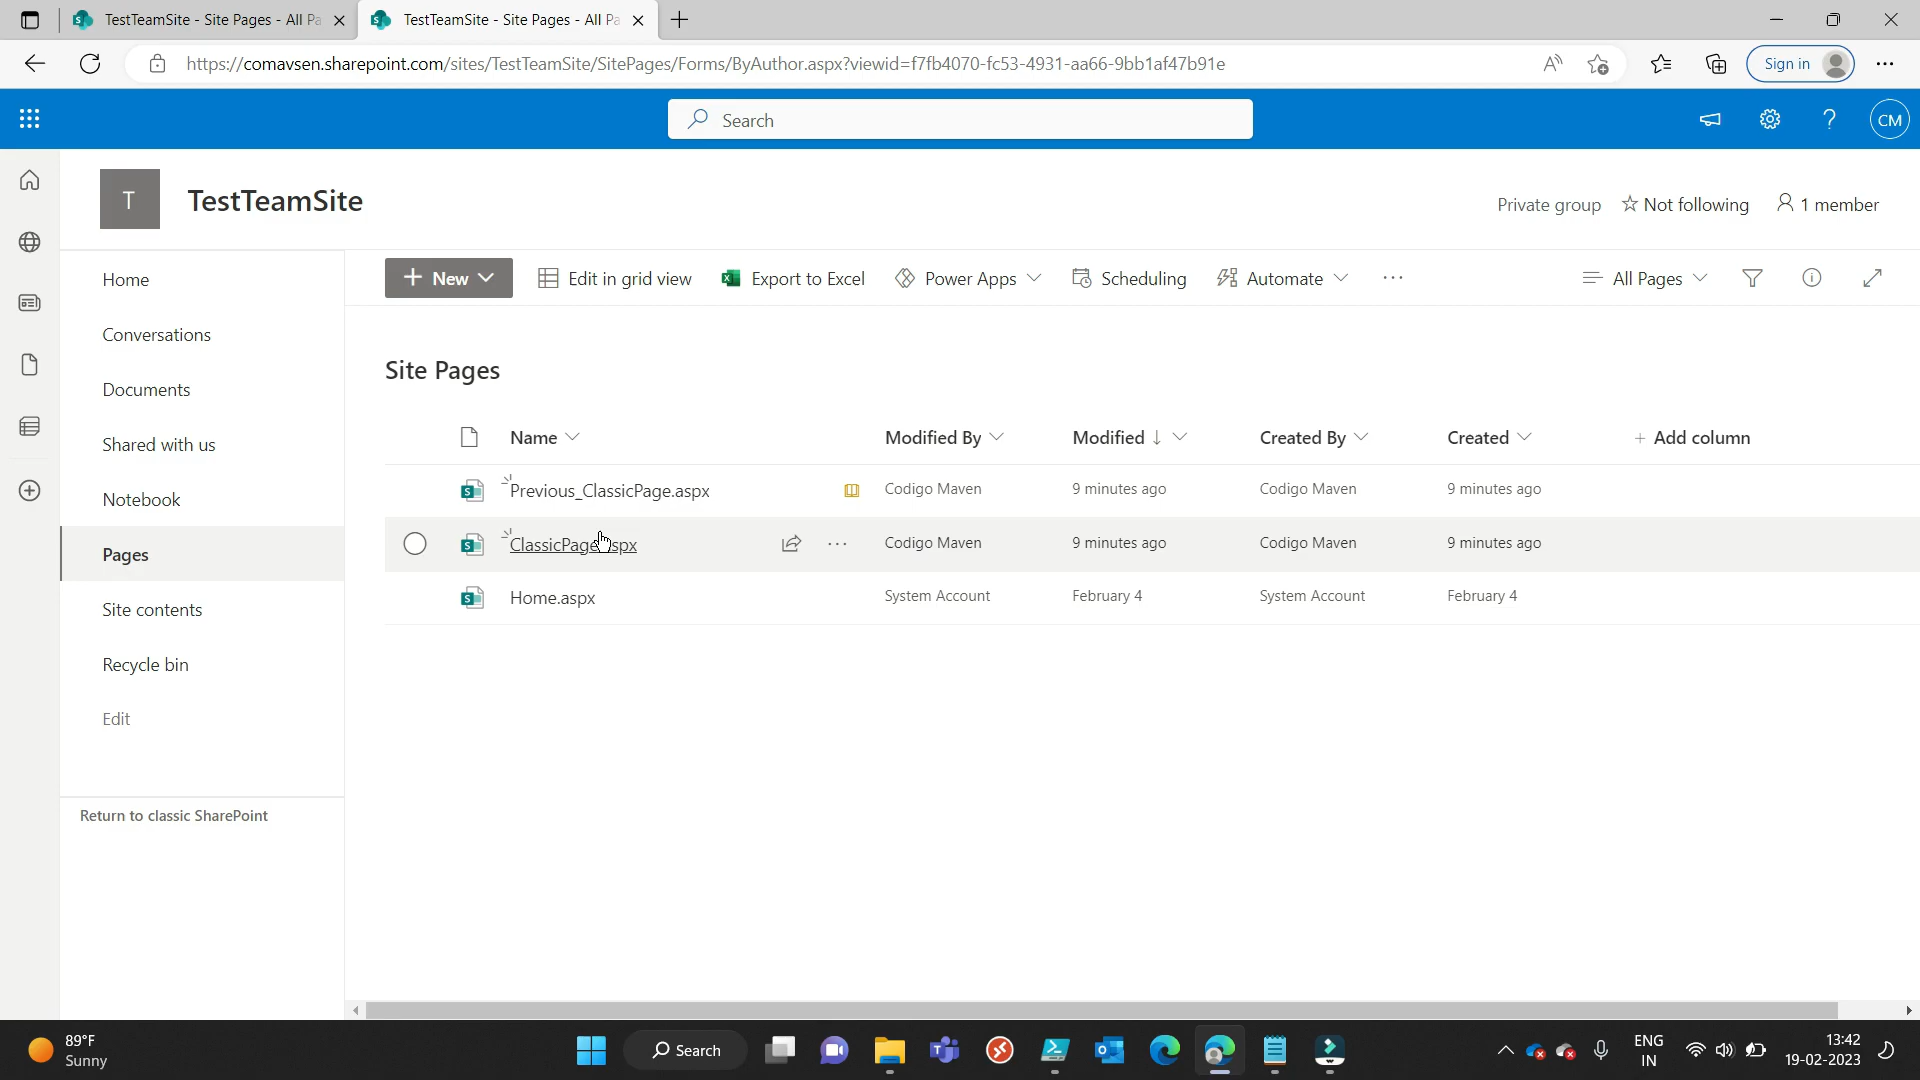 TestTeamSite - Site Pages - All Pa
TestTeamSite - Site Pages - All Pa
https://comavsen.sharepoint.com/sites/TestTeamSite/SitePages/Forms/ByAuthor.aspx?viewid=f7fb4070-fc53-4931-aa66-9bb1af47b91e
Sign in
Search
CM
T
TestTeamSite
Private group
Not following
1 member
Home
Conversations
Documents
Shared with us
Notebook
Pages
Site contents
Recycle bin
Edit
Return to classic SharePoint
New
Edit in grid view
Export to Excel
Power Apps
Scheduling
Automate
All Pages
Site Pages
Name Modified By Modified Created By Created + Add column
Previous_ClassicPage.aspx Codigo Maven 9 minutes ago Codigo Maven 9 minutes ago
ClassicPage.aspx Codigo Maven 9 minutes ago Codigo Maven 9 minutes ago
Home.aspx System Account February 4 System Account February 4
89°F
Sunny
Search
ENG
IN
13:42
19-02-2023